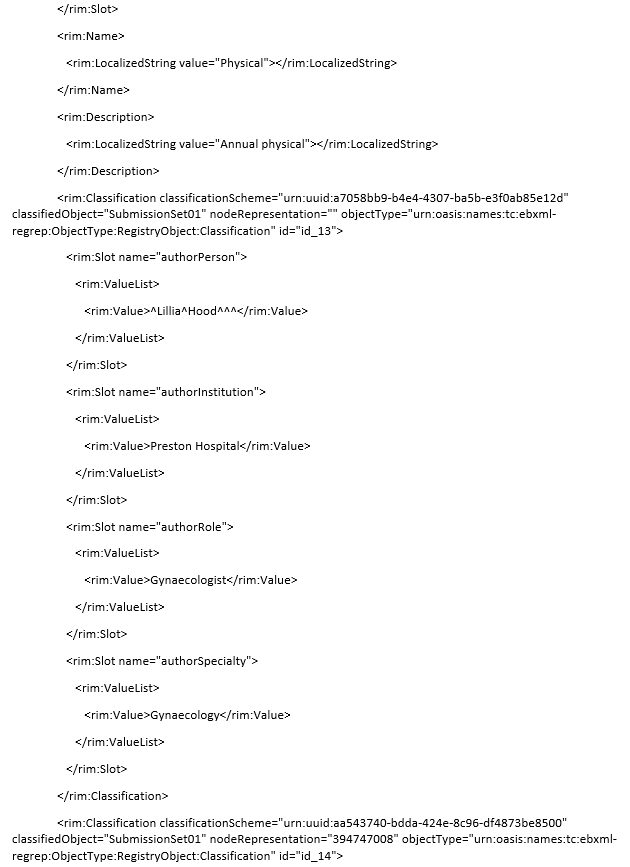 </rim:Slot>
<rim:Name>
<rim:LocalizedString value="Physical"></rim:LocalizedString>
</rim:Name>
<rim:Description>
<rim:LocalizedString value="Annual physical"></rim:LocalizedString>
</rim:Description>
<rim:Classification classificationScheme="urn:uuid:a7058bb9-b4e4-4307-ba5b-e3f0ab85e12d"
classifiedObject="SubmissionSet01" nodeRepresentation="" objectType="urn:oasis:names:tc:ebxml-
regrep:ObjectType:RegistryObject:Classification" id="id_13">
<rim:Slot name="authorPerson">
<rim:ValueList>
<rim:Value>^Lillia^Hood^^^</rim:Value>
</rim:ValueList>
</rim:Slot>
<rim:Slot name="authorInstitution">
<rim:ValueList>
<rim:Value>Preston Hospital</rim:Value>
</rim:ValueList>
</rim:Slot>
<rim:Slot name="authorRole">
<rim:ValueList>
<rim:Value>Gynaecologist</rim:Value>
</rim:ValueList>
</rim:Slot>
<rim:Slot name="authorSpecialty">
<rim:ValueList>
<rim:Value>Gynaecology</rim:Value>
</rim:ValueList>
</rim:Slot>
</rim:Classification>
<rim:Classification classificationScheme="urn:uuid:aa543740-bdda-424e-8c96-df4873be8500"
classifiedObject="SubmissionSet01" nodeRepresentation="394747008" objectType="urn:oasis:names:tc:ebxml-
regrep:ObjectType:RegistryObject:Classification" id="id_14">